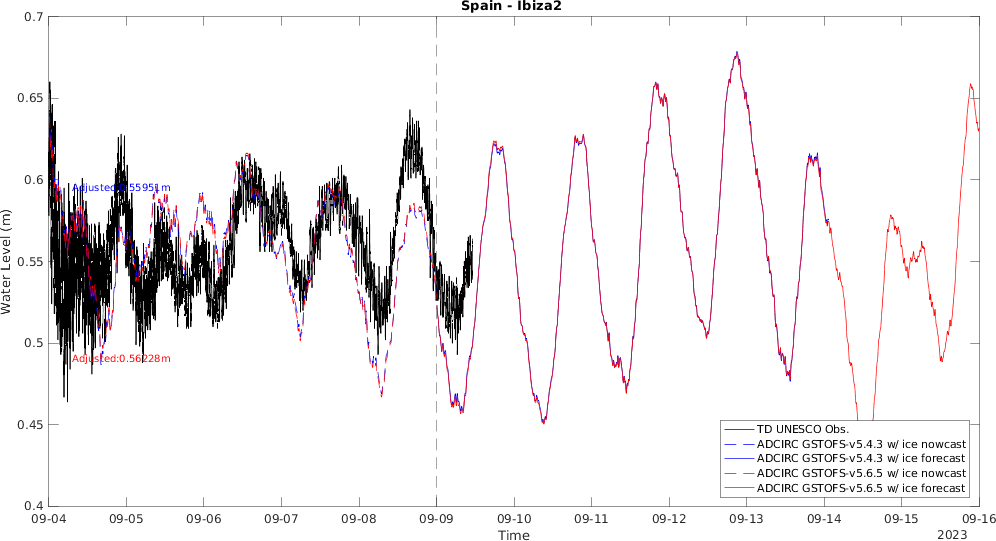 Spain - Ibiza2
0.7
0.65
0.6
0.55
0.5
0.45
0.4
Water Level (m)
Adjusted:0.55951m
Adjusted:0.56228m
TD UNESCO Obs.
ADCIRC GSTOFS-v5.4.3 w/ ice nowcast
ADCIRC GSTOFS-v5.4.3 w/ ice forecast
ADCIRC GSTOFS-v5.6.5 w/ ice nowcast
ADCIRC GSTOFS-v5.6.5 w/ ice forecast
09-04 09-05 09-06 09-07 09-08 09-09 09-10 09-11 09-12 09-13 09-14 09-15 09-16
Time
2023